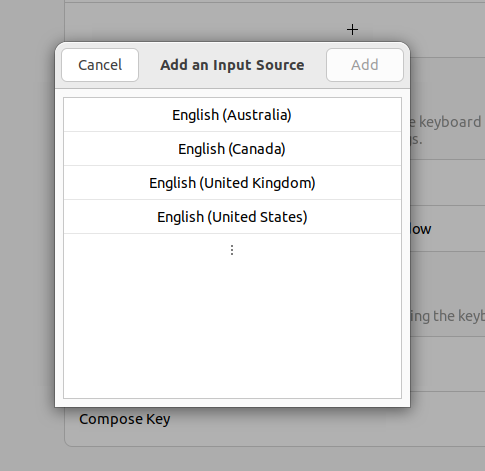 +
Cancel
Add an Input Source
Add
English (Australia)
e keyboard
gs.
English (Canada)
English (United Kingdom)
English (United States)
low
⋮
ing the keyb
Compose Key